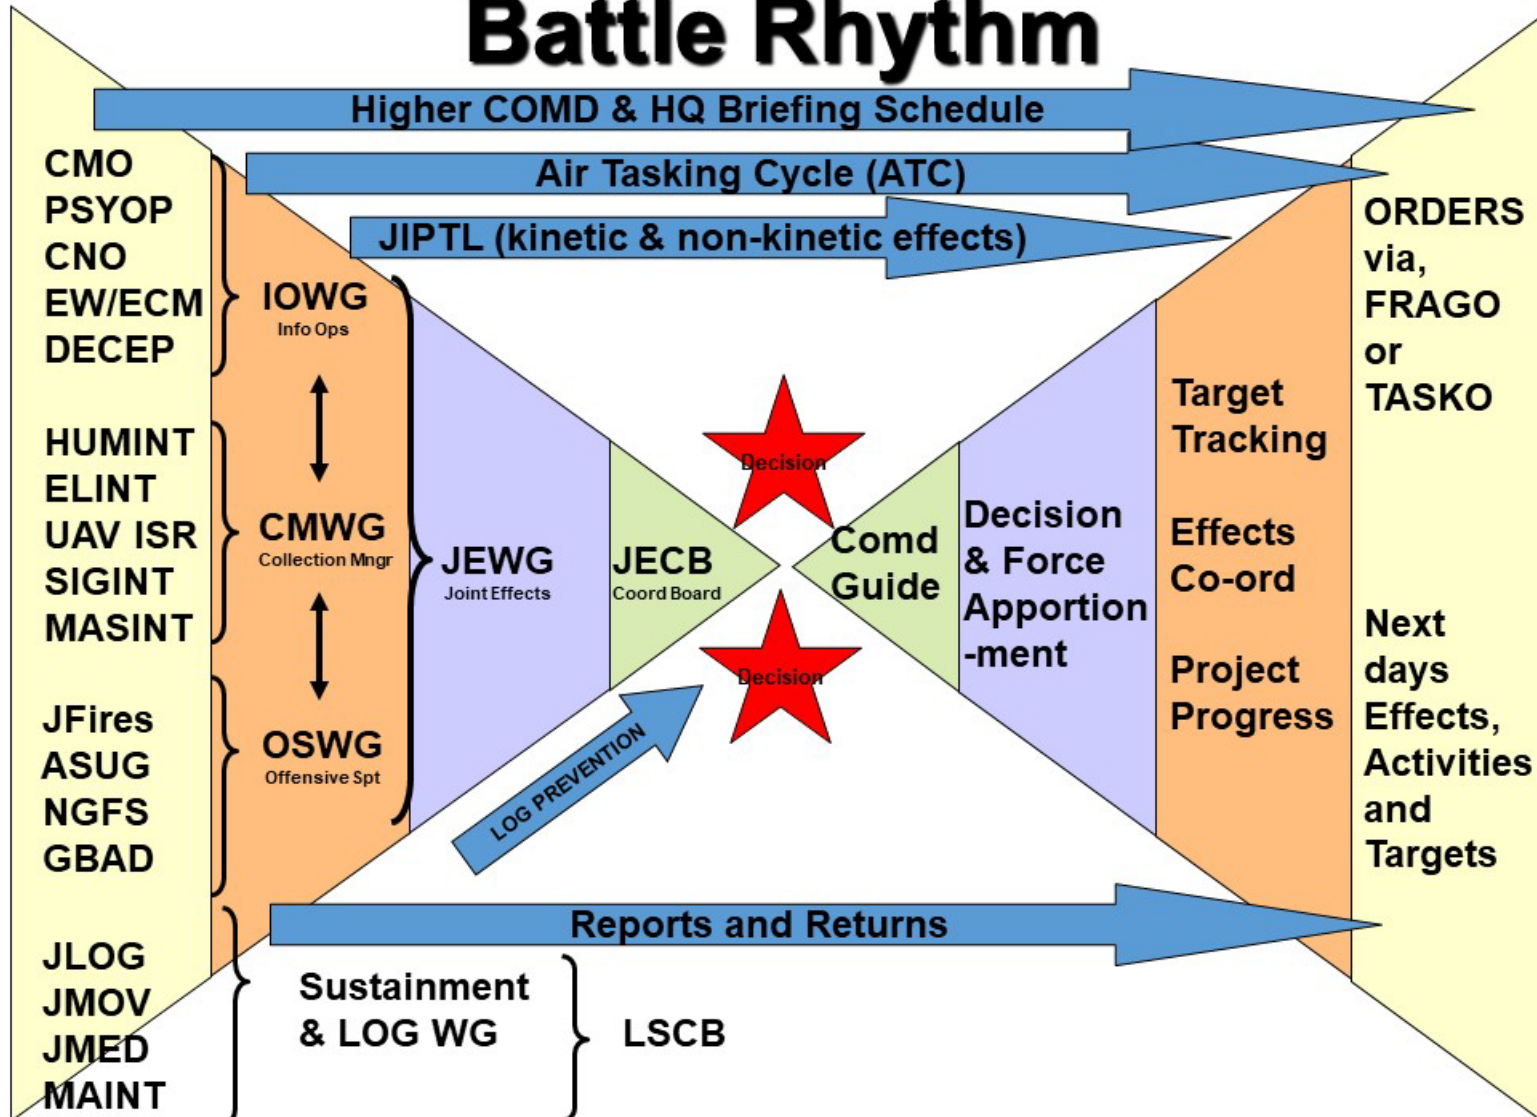 Battle Rhythm
Higher COMD & HQ Briefing Schedule
Air Tasking Cycle (ATC)
JIPTL (kinetic & non-kinetic effects)
CMO
PSYOP
CNO
EW/ECM
DECEP
HUMINT
ELINT
UAV ISR
SIGINT
MASINT
JFires
ASUG
NGFS
GBAD
JLOG
JMOV
JMED
MAINT
IOWG
Info Ops
CMWG
Collection Mngr
OSWG
Offensive Spt
JEWG
Joint Effects
JECB
Coord Board
Decision
Decision
LOG PREVENTION
Comd
Guide
Decision
& Force
Apportion
-ment
Target
Tracking
Effects
Co-ord
Project
Progress
ORDERS
via,
FRAGO
or
TASKO
Next
days
Effects,
Activities
and
Targets
Reports and Returns
Sustainment
& LOG WG
LSCB